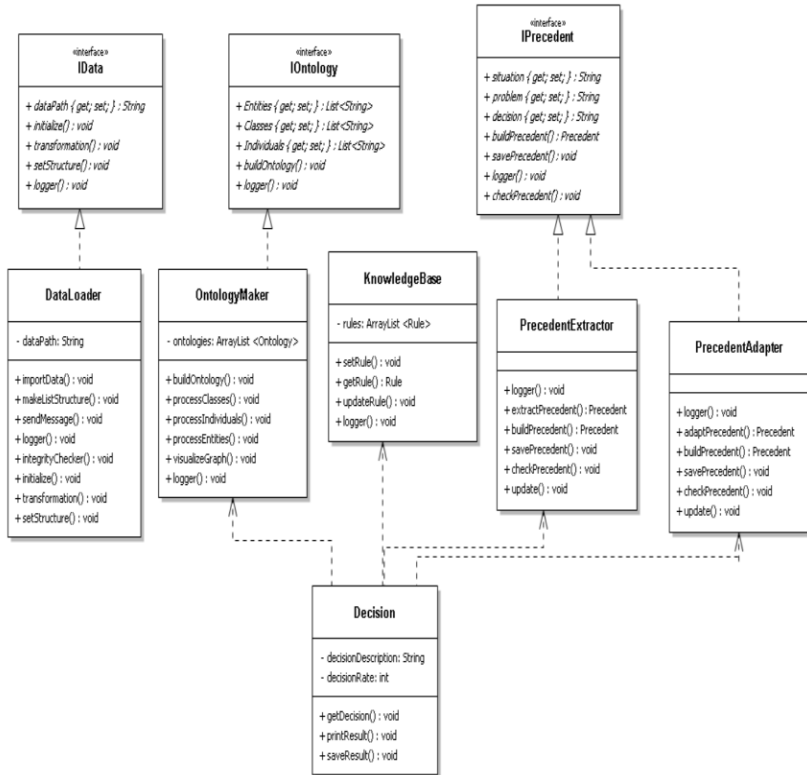 «interface»
IData
+ dataPath { get; set; } : String
+ initialize() : void
+ transformation() : void
+ setStructure() : void
+ logger() : void
«interface»
IOntology
+ Entities { get; set; } : List<String>
+ Classes { get; set; } : List<String>
+ Individuals { get; set; } : List<String>
+ buildOntology() : void
+ logger() : void
«interface»
IPrecedent
+ situation { get; set; } : String
+ problem { get; set; } : String
+ decision { get; set; } : String
+ buildPrecedent() : Precedent
+ savePrecedent() : void
+ logger() : void
+ checkPrecedent() : void
DataLoader
- dataPath: String
+ importData() : void
+ makeListStructure() : void
+ sendMessage() : void
+ logger() : void
+ integrityChecker() : void
+ initialize() : void
+ transformation() : void
+ setStructure() : void
OntologyMaker
- ontologies: ArrayList <Ontology>
+ buildOntology() : void
+ processClasses() : void
+ processIndividuals() : void
+ processEntities() : void
+ visualizeGraph() : void
+ logger() : void
KnowledgeBase
- rules: ArrayList <Rule>
+ setRule() : void
+ getRule() : Rule
+ updateRule() : void
+ logger() : void
PrecedentExtractor
+ logger() : void
+ extractPrecedent() : Precedent
+ buildPrecedent() : Precedent
+ savePrecedent() : void
+ checkPrecedent() : void
+ update() : void
PrecedentAdapter
+ logger() : void
+ adaptPrecedent() : Precedent
+ buildPrecedent() : Precedent
+ savePrecedent() : void
+ checkPrecedent() : void
+ update() : void
Decision
- decisionDescription: String
- decisionRate: int
+ getDecision() : void
+ printResult() : void
+ saveResult() : void